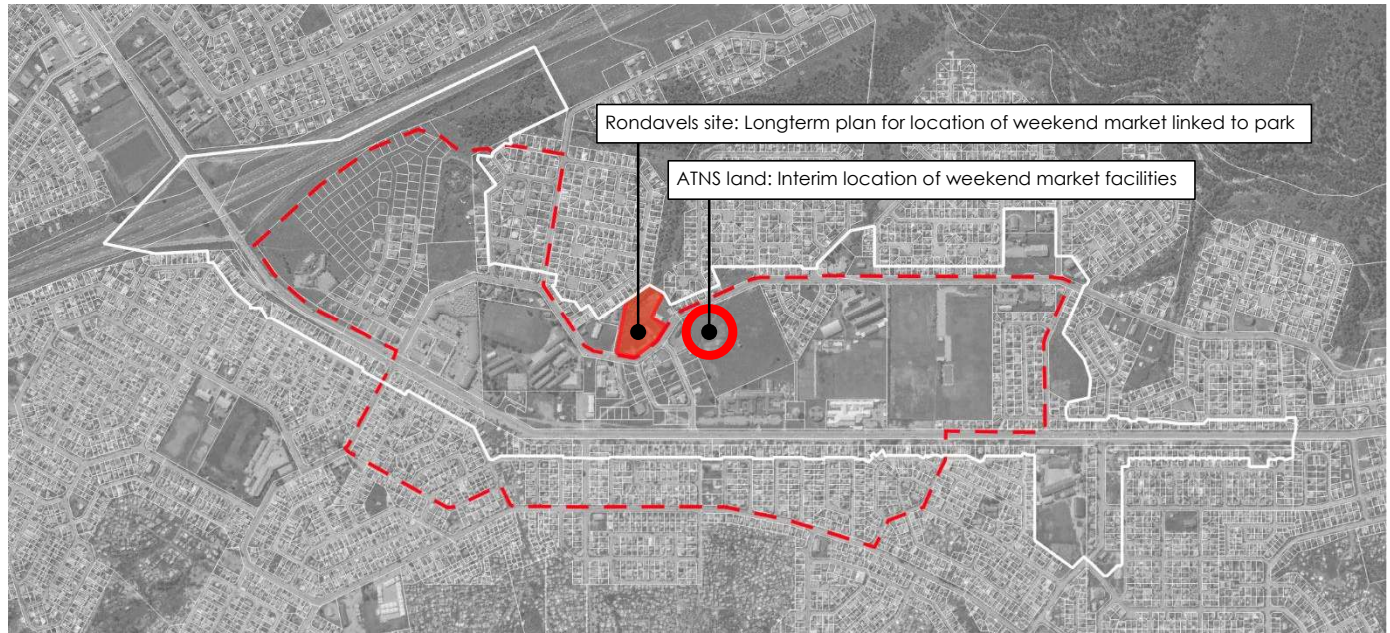 Rondavels site: Longterm plan for location of weekend market linked to park
ATNS land: Interim location of weekend market facilities